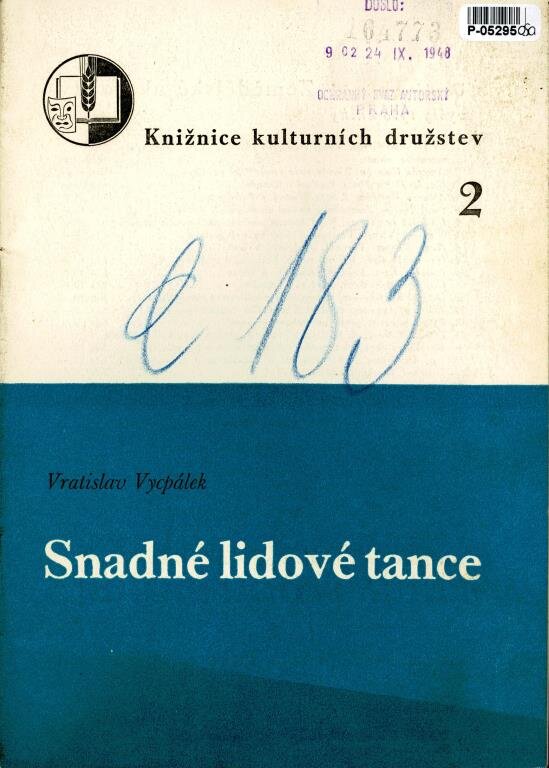 DOŠLO:
P-05295
161773
9 02 24 IX. 1948
OCHRANNÝ SVAZ AUTORSKÝ
PRAHA
Knižnice kulturních družstev
2
č 183
Vratislav Vycpálek
Snadné lidové tance